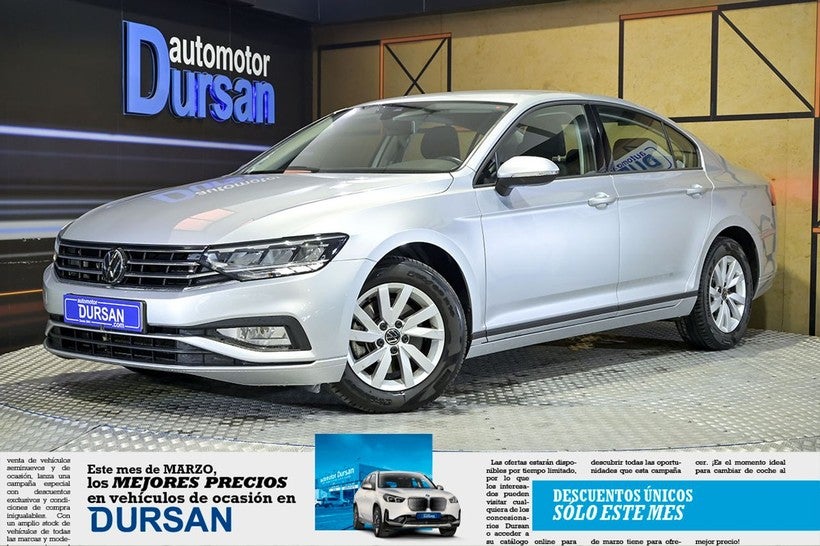 automotor
Dursan
automotor
DURSAN
.com
venta de vehículos
seminuevos y de
ocasión, lanza una
campaña especial
con descuentos
exclusivos y condi-
ciones de compra
inigualables. Con
un amplio stock de
vehículos de todas
las marcas y mode-
Este mes de MARZO,
los MEJORES PRECIOS
en vehículos de ocasión en
DURSAN
automotor Dursan
Las ofertas estarán dispo-
nibles por tiempo limitado,
por lo que
los interesa-
dos pueden
visitar cual-
quiera de los
concesiona-
rios Dursan
o acceder a
su catálogo online para
descubrir todas las oportu-
nidades que esta campaña
cer. ¡Es el momento ideal
para cambiar de coche al
DESCUENTOS ÚNICOS
SÓLO ESTE MES
de marzo tiene para ofre-
mejor precio!